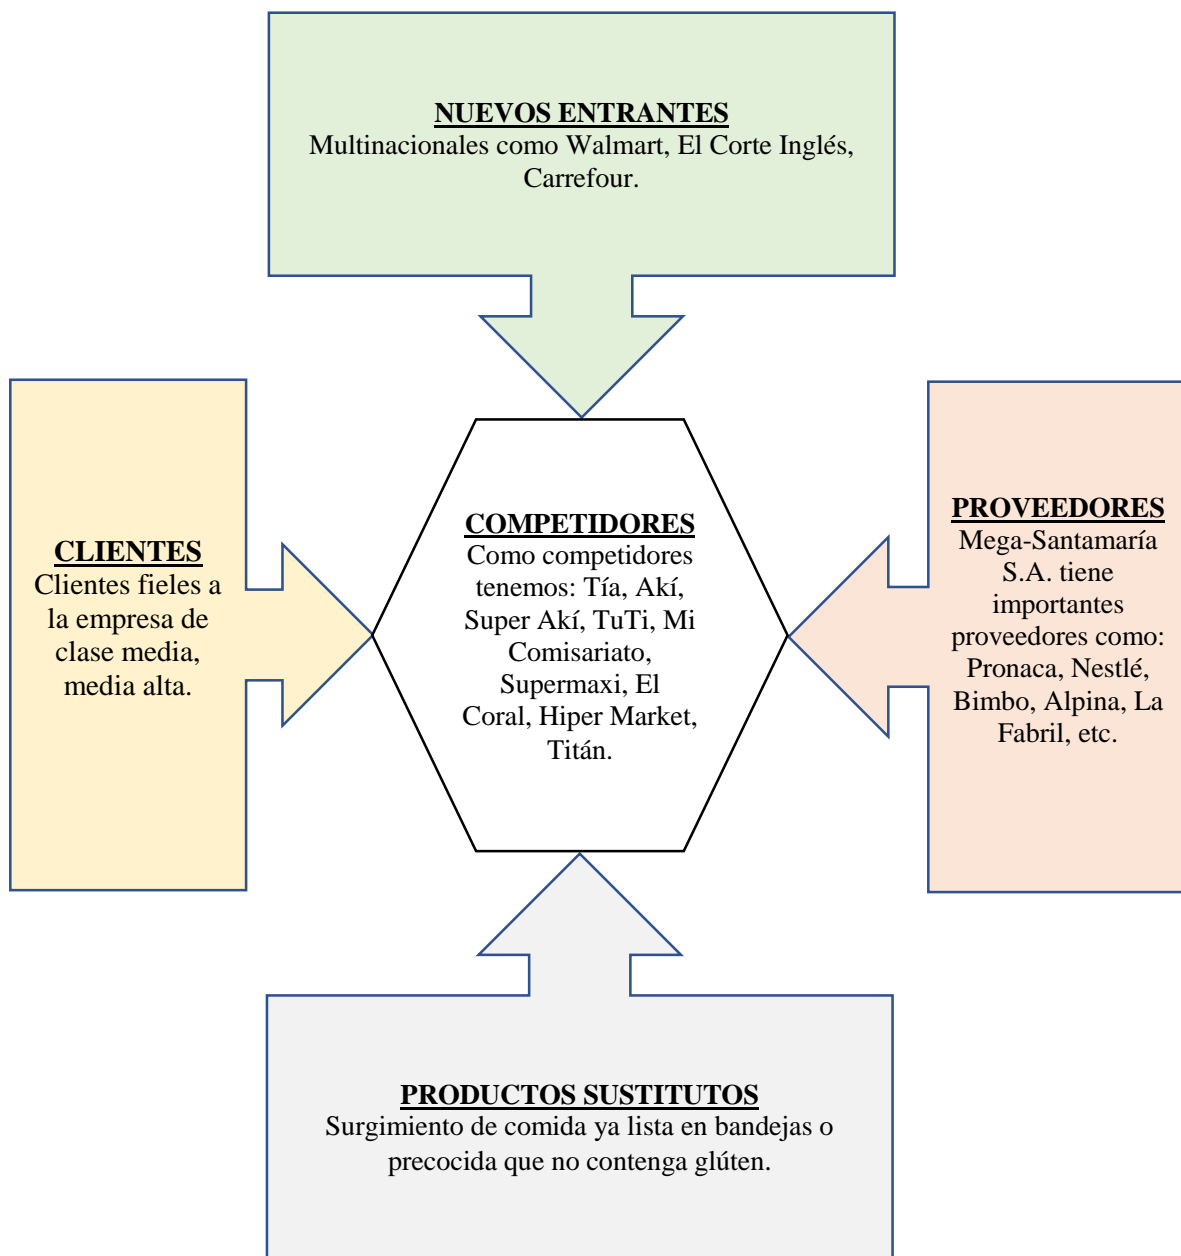 NUEVOS ENTRANTES
Multinacionales como Walmart, El Corte Inglés,
Carrefour.
CLIENTES
Clientes fieles a
la empresa de
clase media,
media alta.
COMPETIDORES
Como competidores
tenemos: Tía, Akí,
Super Akí, TuTi, Mi
Comisariato,
Supermaxi, El
Coral, Hiper Market,
Titán.
PROVEEDORES
Mega-Santamaría
S.A. tiene
importantes
proveedores como:
Pronaca, Nestlé,
Bimbo, Alpina, La
Fabril, etc.
PRODUCTOS SUSTITUTOS
Surgimiento de comida ya lista en bandejas o
precocida que no contenga glúten.